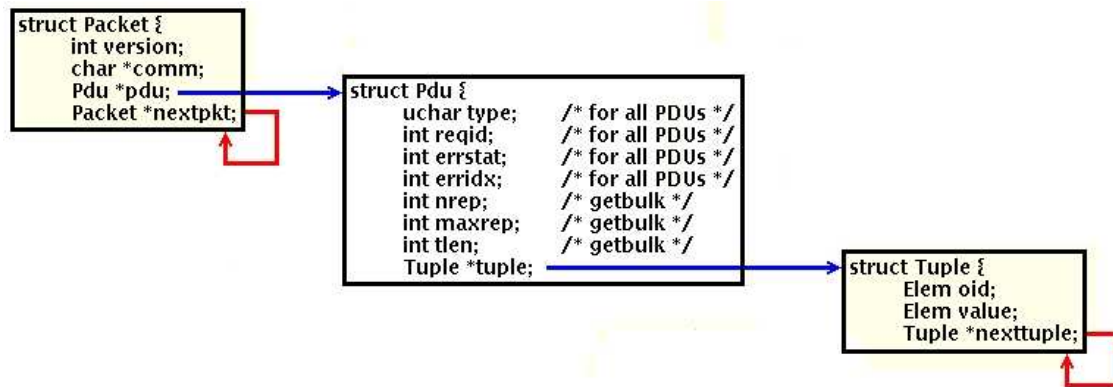 struct Packet {
int version;
char *comm;
Pdu *pdu;
Packet *nextpkt;
struct Pdu {
uchar type; /* for all PDUs */
int reqid; /* for all PDUs */
int errstat; /* for all PDUs */
int erridx; /* for all PDUs */
int nrep; /* getbulk */
int maxrep; /* getbulk */
int tlen; /* getbulk */
Tuple *tuple;
struct Tuple {
Elem oid;
Elem value;
Tuple *nexttuple;